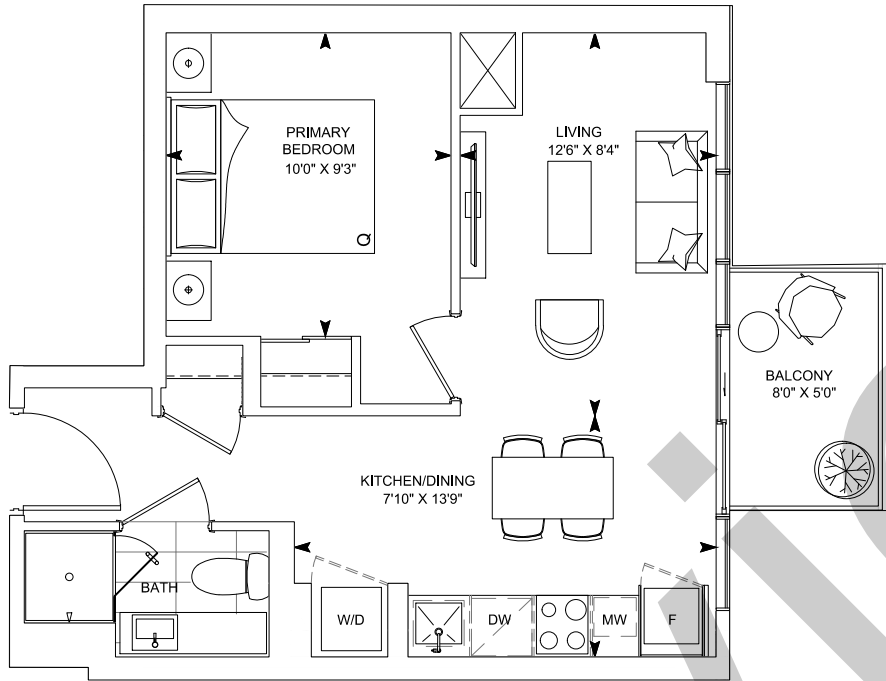 PRIMARY
BEDROOM
10'0" X 9'3"
LIVING
12'6" X 8'4"
Q
BALCONY
8'0" X 5'0"
KITCHEN/DINING
7'10" X 13'9"
BATH
W/D
DW
MW
F